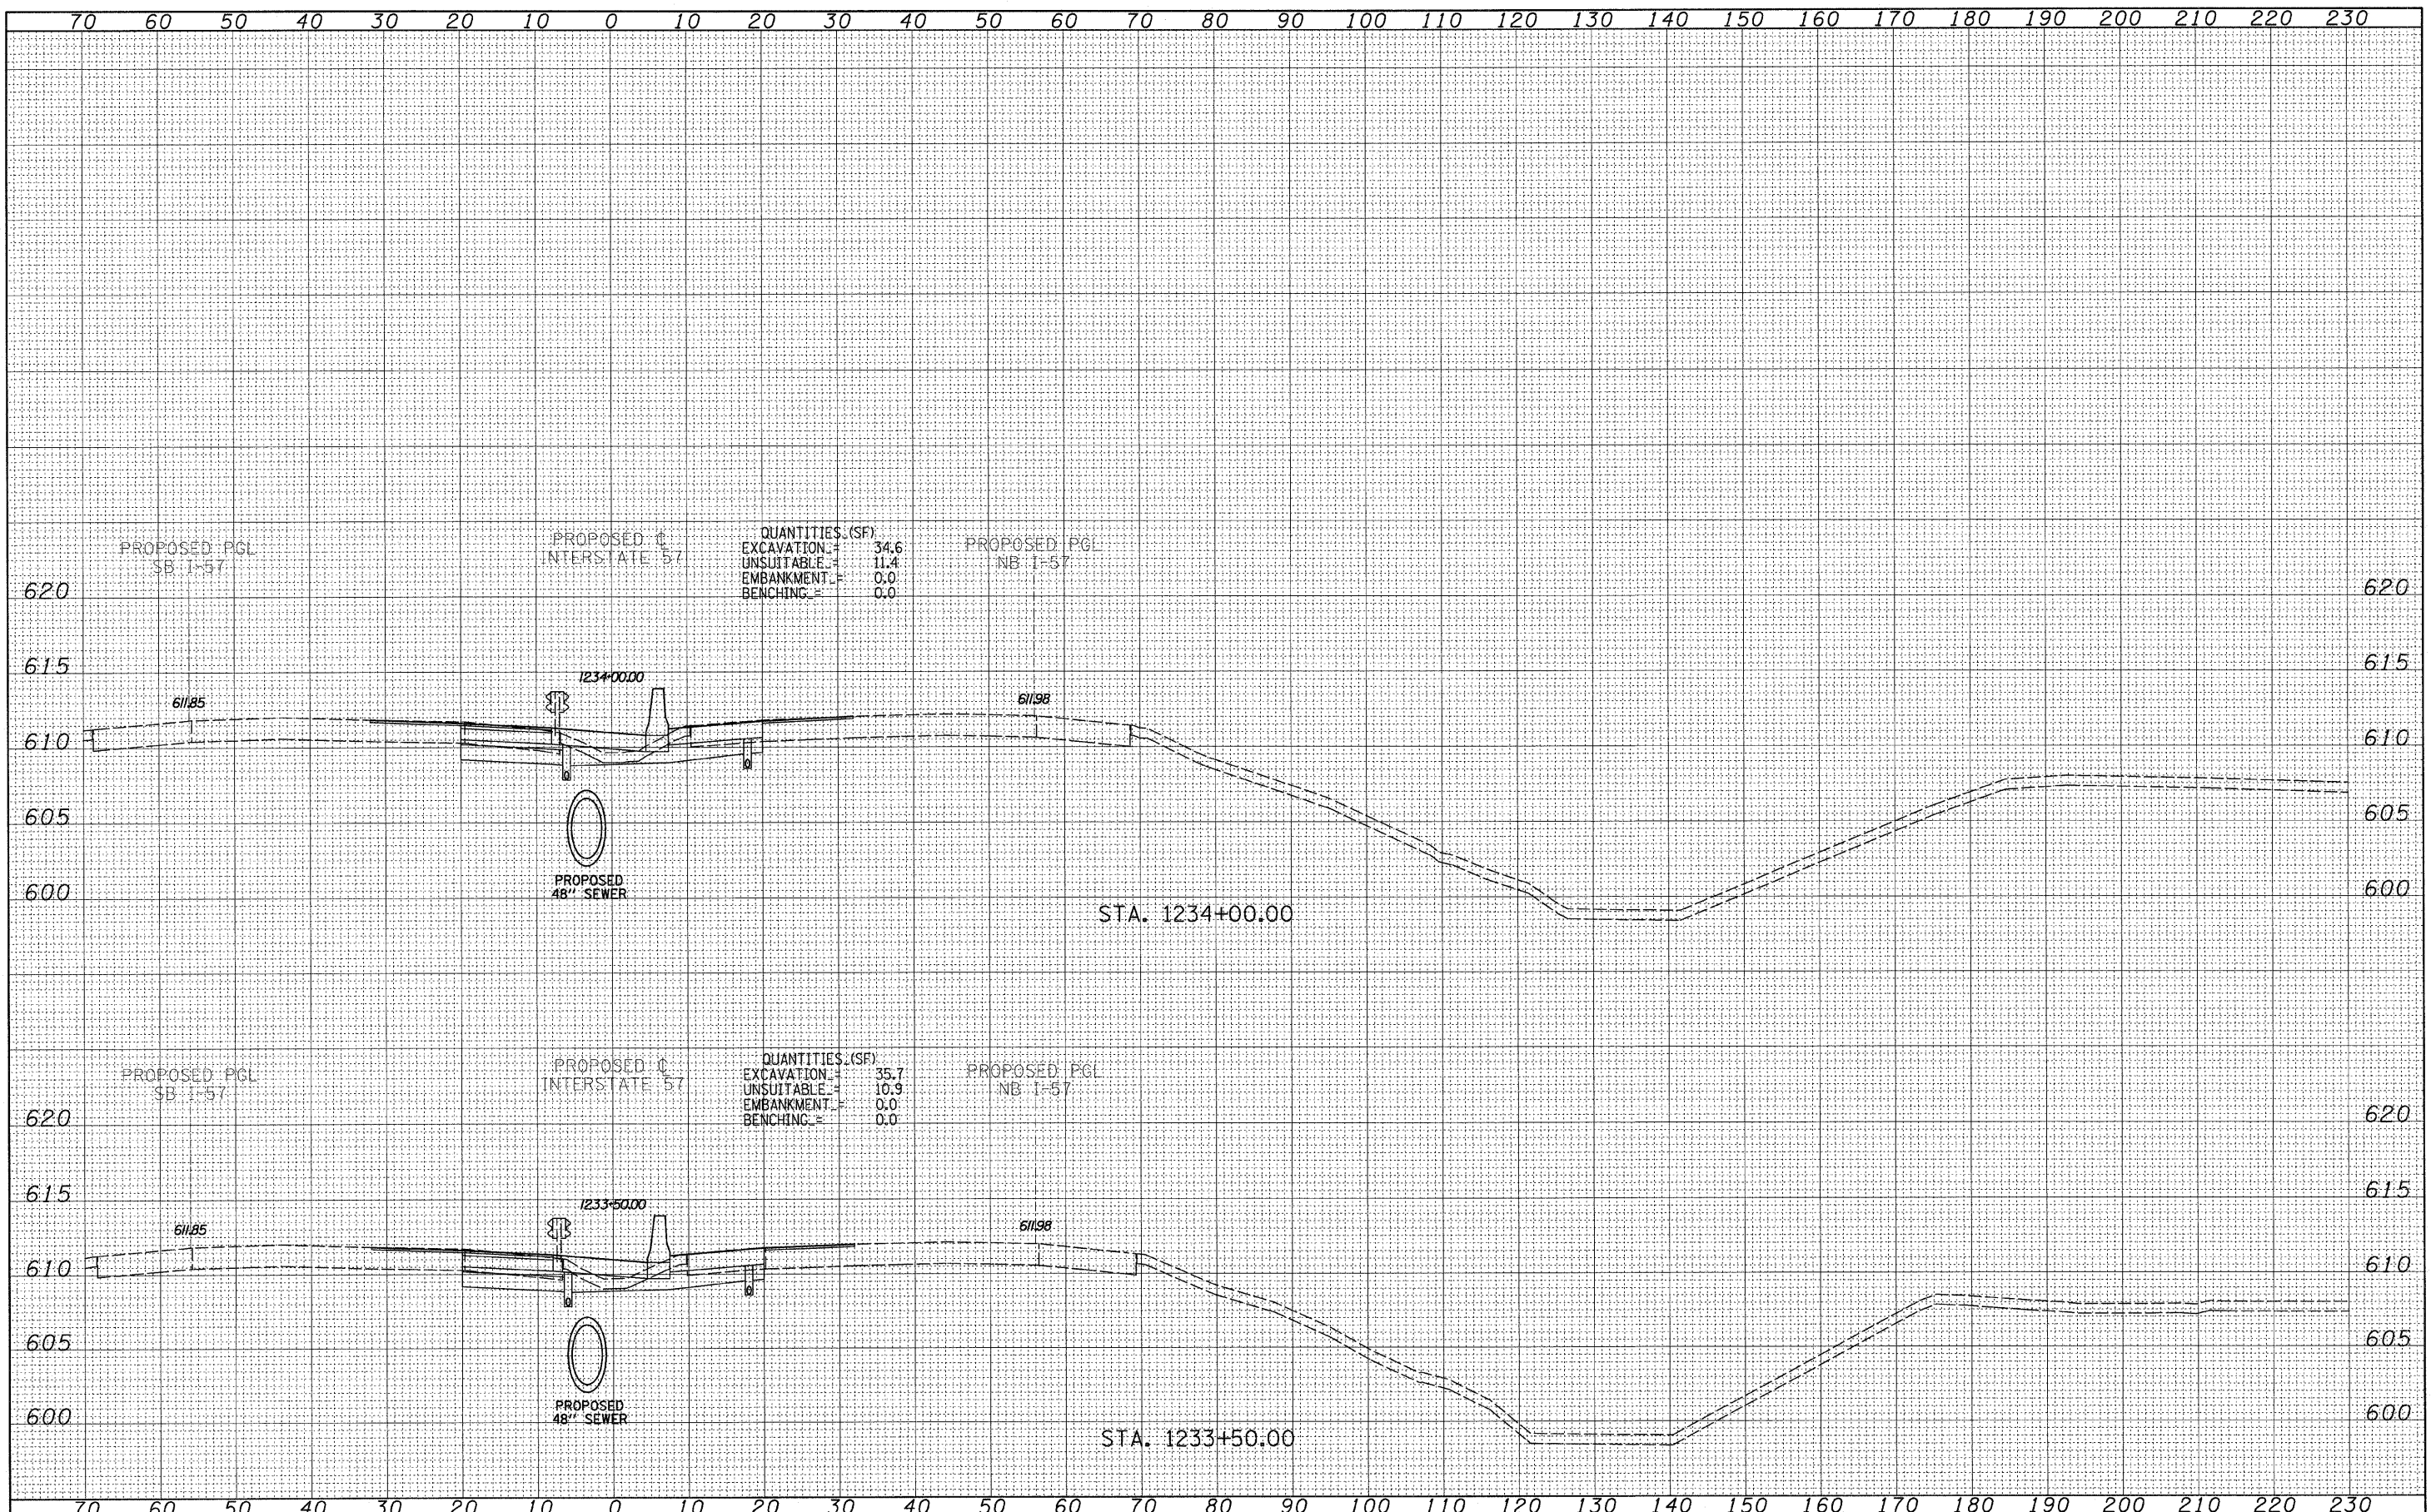 70 60 50 40 30 20 10 0 10 20 30 40 50 60 70 80 90 100 110 120 130 140 150 160 170 180 190 200 210 220 230
PROPOSED PGL
SB I-57
PROPOSED ℄
INTERSTATE 57
QUANTITIES (SF)
EXCAVATION = 34.6
UNSUITABLE = 11.4
EMBANKMENT = 0.0
BENCHING = 0.0
PROPOSED PGL
NB I-57
620 620
615 615
1234+00.00
611.85 611.98
610 610
605 605
PROPOSED
48" SEWER
600 600
STA. 1234+00.00
PROPOSED PGL
SB I-57
PROPOSED ℄
INTERSTATE 57
QUANTITIES (SF)
EXCAVATION = 35.7
UNSUITABLE = 10.9
EMBANKMENT = 0.0
BENCHING = 0.0
PROPOSED PGL
NB I-57
620 620
615 615
1233+50.00
611.85 611.98
610 610
605 605
PROPOSED
48" SEWER
600 600
STA. 1233+50.00
70 60 50 40 30 20 10 0 10 20 30 40 50 60 70 80 90 100 110 120 130 140 150 160 170 180 190 200 210 220 230